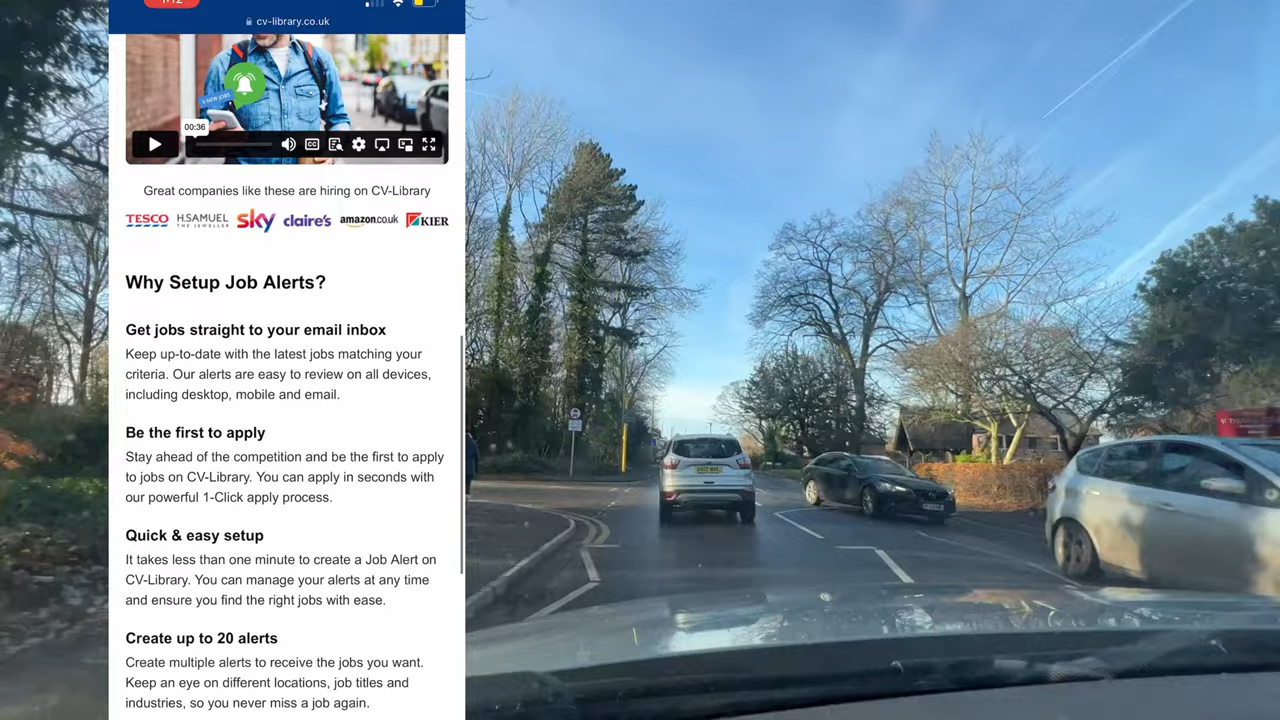 cv-library.co.uk
00:36
CC
Great companies like these are hiring on CV-Library
TESCO H.SAMUEL THE JEWELLER sky claire's amazon.co.uk KIER
Why Setup Job Alerts?
Get jobs straight to your email inbox
Keep up-to-date with the latest jobs matching your
criteria. Our alerts are easy to review on all devices,
including desktop, mobile and email.
Be the first to apply
Stay ahead of the competition and be the first to apply
to jobs on CV-Library. You can apply in seconds with
our powerful 1-Click apply process.
Quick & easy setup
It takes less than one minute to create a Job Alert on
CV-Library. You can manage your alerts at any time
and ensure you find the right jobs with ease.
Create up to 20 alerts
Create multiple alerts to receive the jobs you want.
Keep an eye on different locations, job titles and
industries, so you never miss a job again.